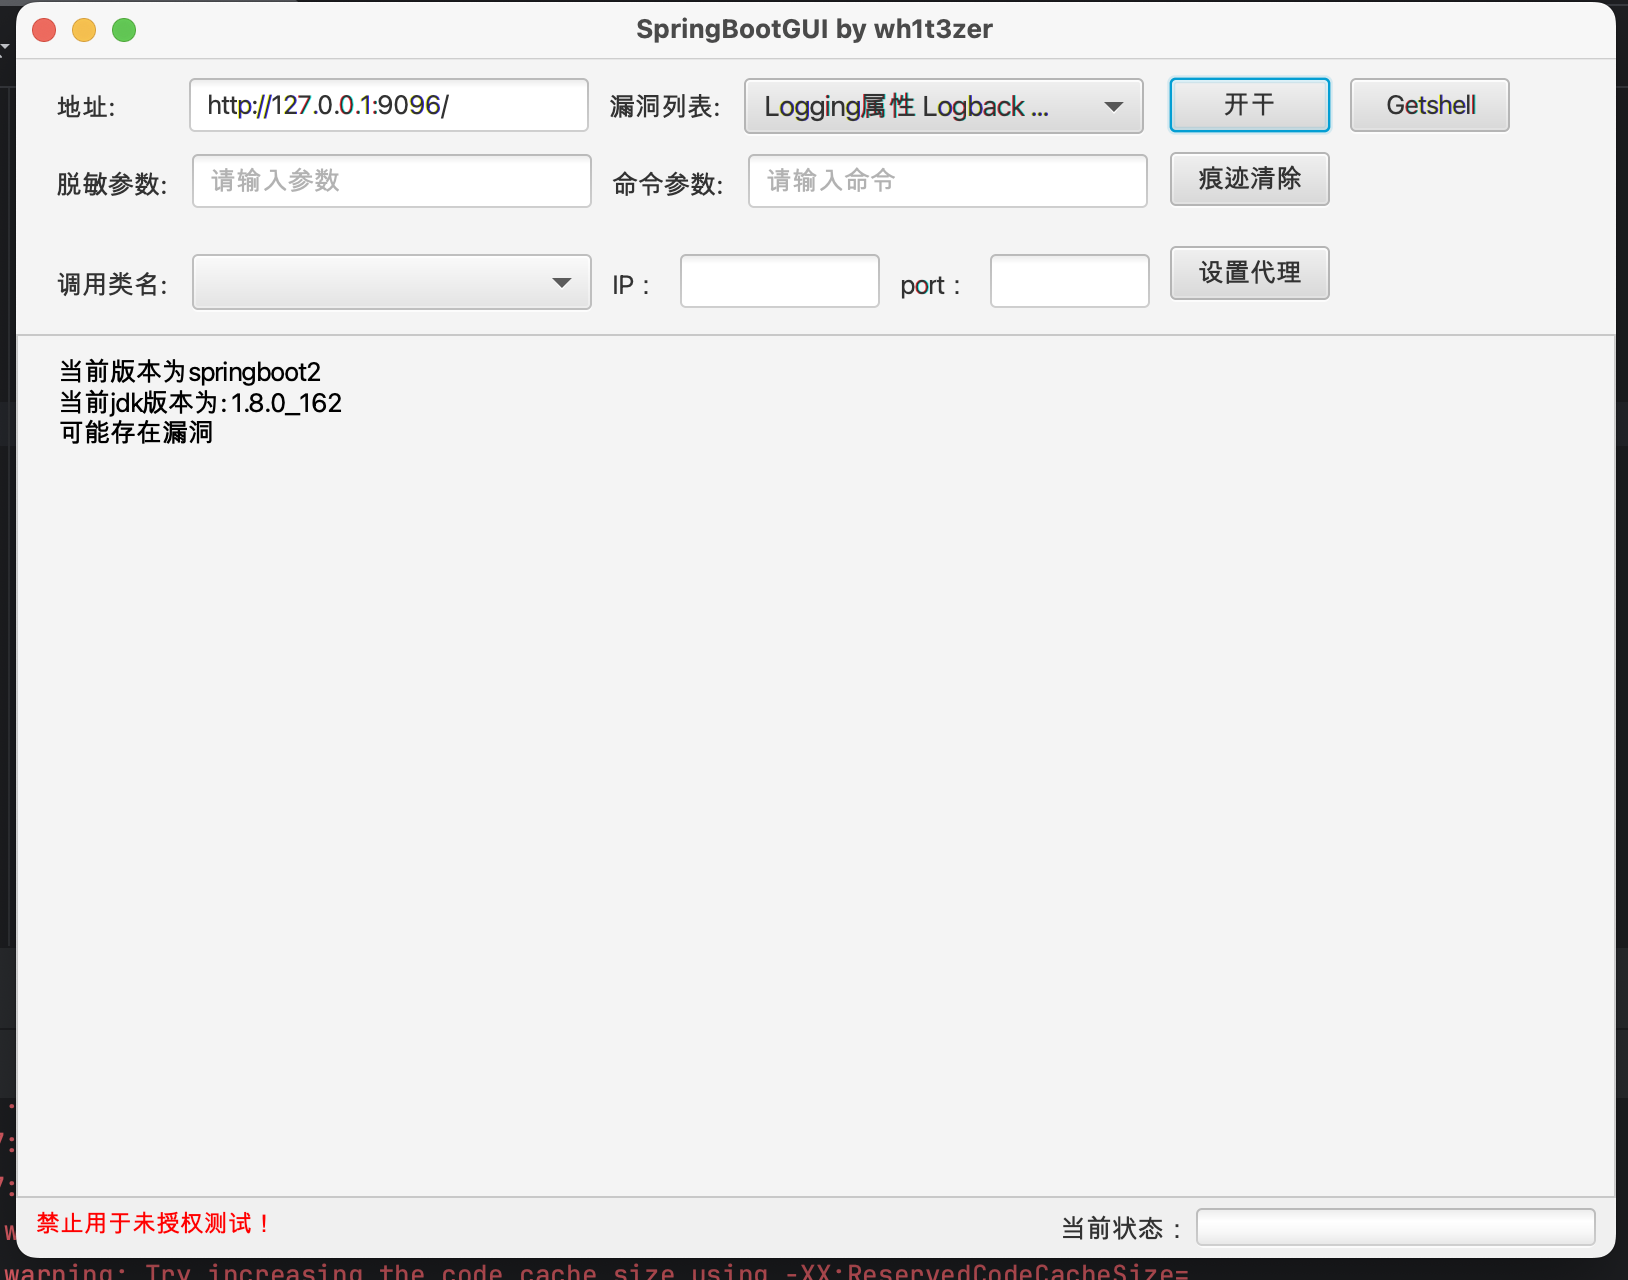 SpringBootGUI by wh1t3zer
地址: http://127.0.0.1:9096/ 漏洞列表: Logging属性 Logback ... 开干 Getshell
脱敏参数: 请输入参数 命令参数: 请输入命令 痕迹清除
调用类名: IP： port： 设置代理
当前版本为springboot2
当前jdk版本为: 1.8.0_162
可能存在漏洞
禁止用于未授权测试！ 当前状态：
warning: Try increasing the code cache size using -XX:ReservedCodeCacheSize=